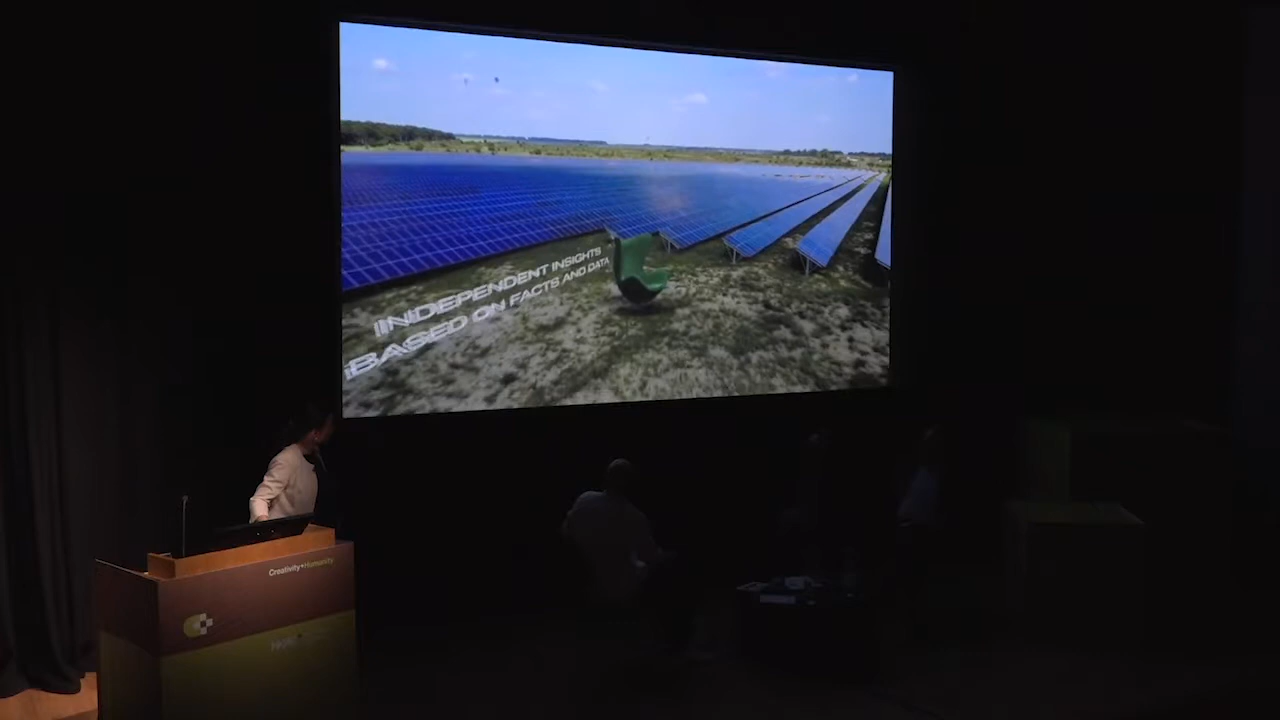 INDEPENDENT INSIGHTS
BASED ON FACTS AND DATA
Creativity+Humanity